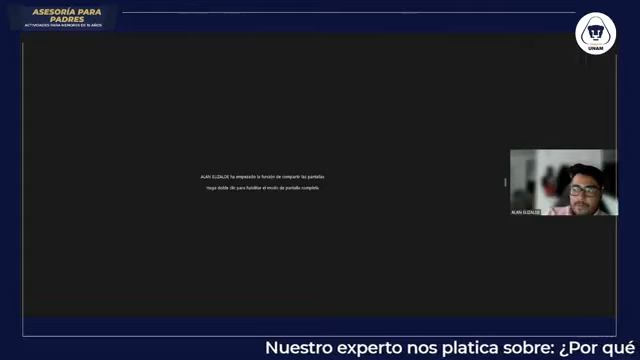 ASESORÍA PARA
PADRES
ACTIVIDADES PARA MENORES DE 15 AÑOS
UNAM
ALAN ELIZALDE ha empezado la función de compartir las pantallas
Haga doble clic para habilitar el modo de pantalla completa
ALAN ELIZALDE
Nuestro experto nos platica sobre: ¿Por qué